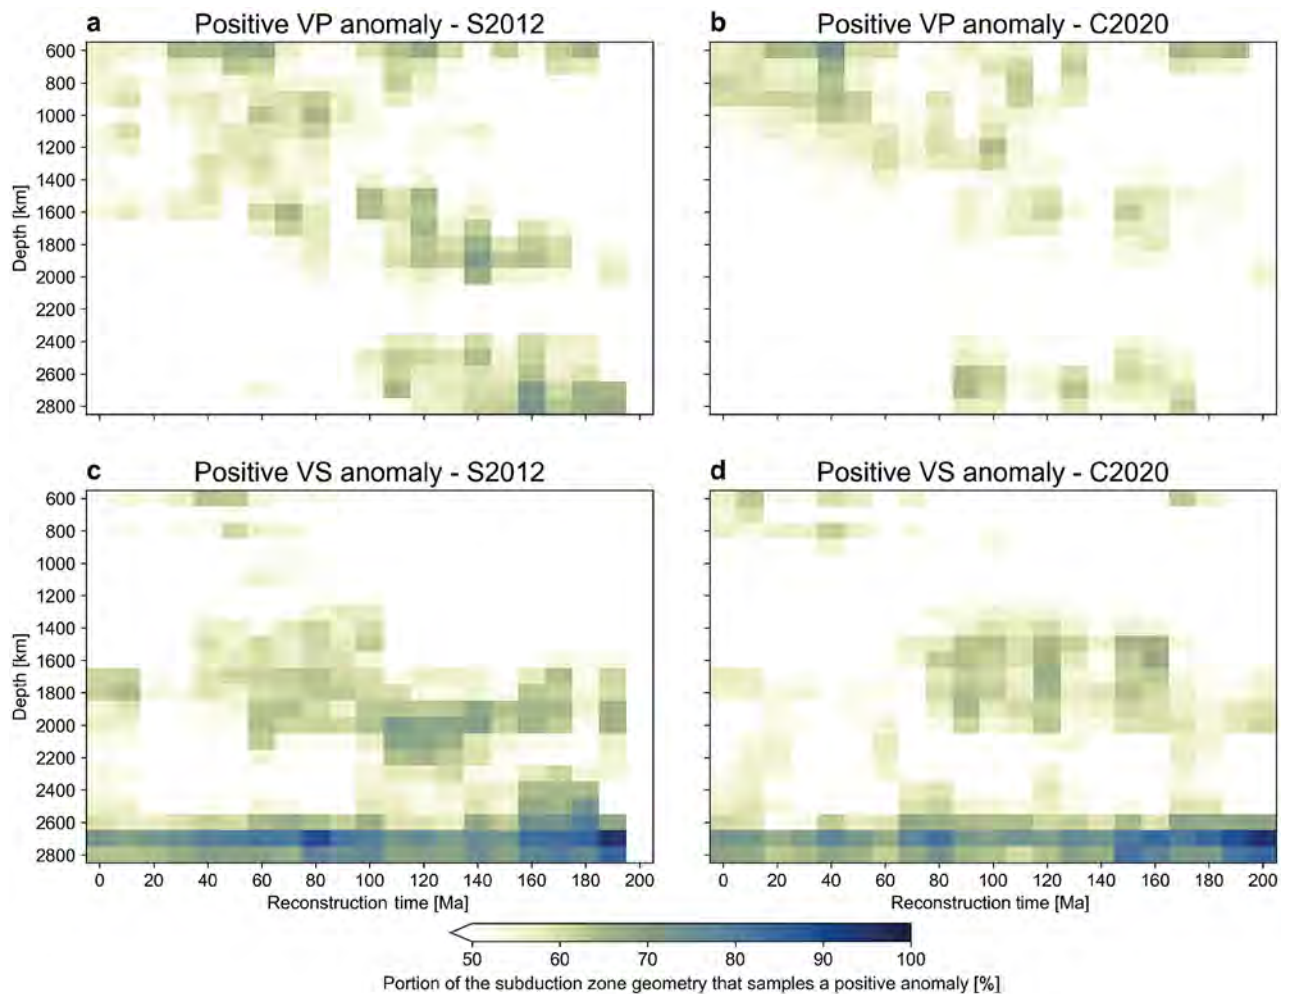 a Positive VP anomaly - S2012
b Positive VP anomaly - C2020
Depth [km]
600
800
1000
1200
1400
1600
1800
2000
2200
2400
2600
2800
c Positive VS anomaly - S2012
d Positive VS anomaly - C2020
Depth [km]
600
800
1000
1200
1400
1600
1800
2000
2200
2400
2600
2800
0 20 40 60 80 100 120 140 160 180 200
0 20 40 60 80 100 120 140 160 180 200
Reconstruction time [Ma]
Reconstruction time [Ma]
50 60 70 80 90 100
Portion of the subduction zone geometry that samples a positive anomaly [%]